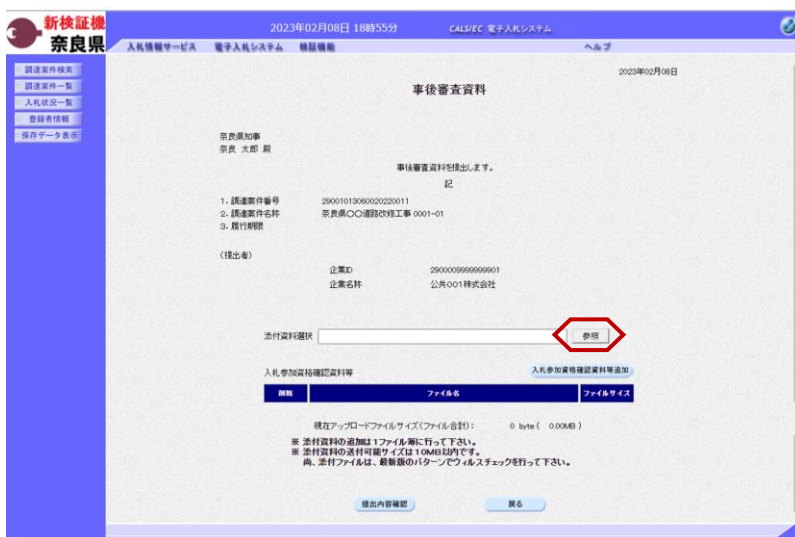 新検証機
奈良県
2023年02月08日 18時55分
CALS/EC 電子入札システム
入札情報サービス 電子入札システム 検証機能 ヘルプ
調達案件検索
調達案件一覧
入札状況一覧
登録者情報
保存データ表示
2023年02月08日
事後審査資料
奈良県知事
奈良 太郎 殿
事後審査資料を提出します。
記
1. 調達案件番号 29001013060020220011
2. 調達案件名称 奈良県〇〇道路改修工事 0001-01
3. 履行期限
(提出者)
企業ID 2900009999999901
企業名称 公共001株式会社
添付資料選択 参照
入札参加資格確認資料等 入札参加資格確認資料等追加
削除 ファイル名 ファイルサイズ
現在アップロードファイルサイズ(ファイル合計): 0 byte ( 0.00MB )
※ 添付資料の追加は1ファイル毎に行って下さい。
※ 添付資料の送付可能サイズは10MB以内です。
尚、添付ファイルは、最新版のパターンでウィルスチェックを行って下さい。
提出内容確認 戻る